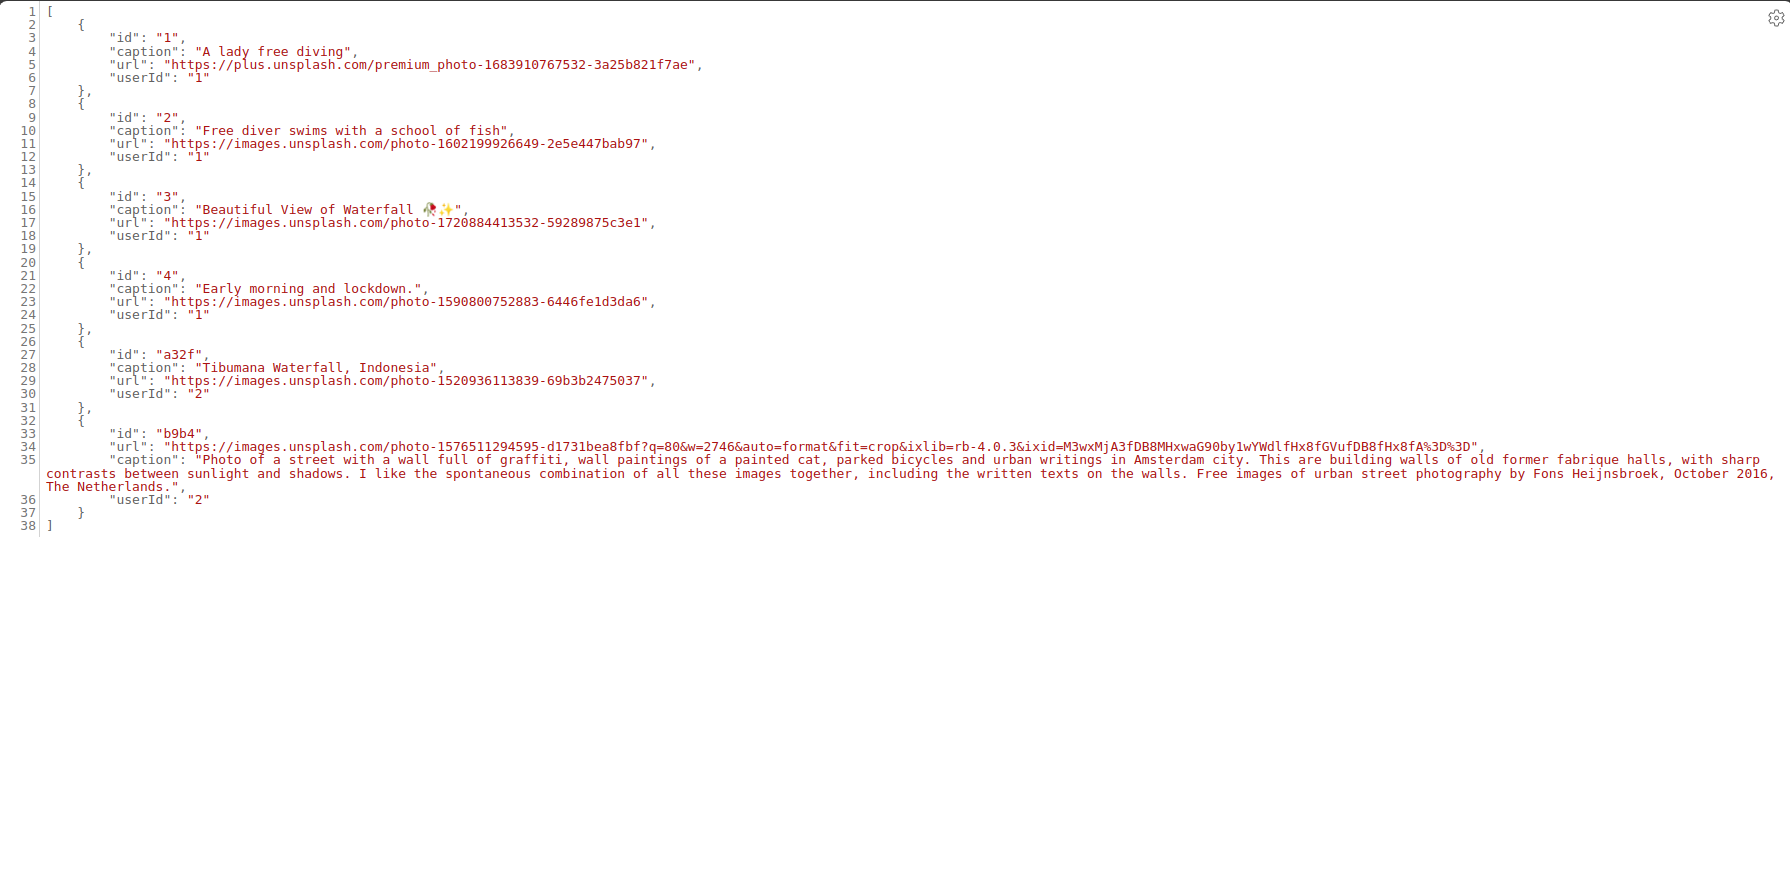 1 [
2     {
3         "id": "1",
4         "caption": "A lady free diving",
5         "url": "https://plus.unsplash.com/premium_photo-1683910767532-3a25b821f7ae",
6         "userId": "1"
7     },
8     {
9         "id": "2",
10         "caption": "Free diver swims with a school of fish",
11         "url": "https://images.unsplash.com/photo-1602199926649-2e5e447bab97",
12         "userId": "1"
13     },
14     {
15         "id": "3",
16         "caption": "Beautiful View of Waterfall 🥀✨",
17         "url": "https://images.unsplash.com/photo-1720884413532-59289875c3e1",
18         "userId": "1"
19     },
20     {
21         "id": "4",
22         "caption": "Early morning and lockdown.",
23         "url": "https://images.unsplash.com/photo-1590800752883-6446fe1d3da6",
24         "userId": "1"
25     },
26     {
27         "id": "a32f",
28         "caption": "Tibumana Waterfall, Indonesia",
29         "url": "https://images.unsplash.com/photo-1520936113839-69b3b2475037",
30         "userId": "2"
31     },
32     {
33         "id": "b9b4",
34         "url": "https://images.unsplash.com/photo-1576511294595-d1731bea8fbf?q=80&w=2746&auto=format&fit=crop&ixlib=rb-4.0.3&ixid=M3wxMjA3fDB8MHxwaG90by1wYWdlfHx8fGVufDB8fHx8fA%3D%3D",
35         "caption": "Photo of a street with a wall full of graffiti, wall paintings of a painted cat, parked bicycles and urban writings in Amsterdam city. This are building walls of old former fabrique halls, with sharp
contrasts between sunlight and shadows. I like the spontaneous combination of all these images together, including the written texts on the walls. Free images of urban street photography by Fons Heijnsbroek, October 2016,
The Netherlands.",
36         "userId": "2"
37     }
38 ]